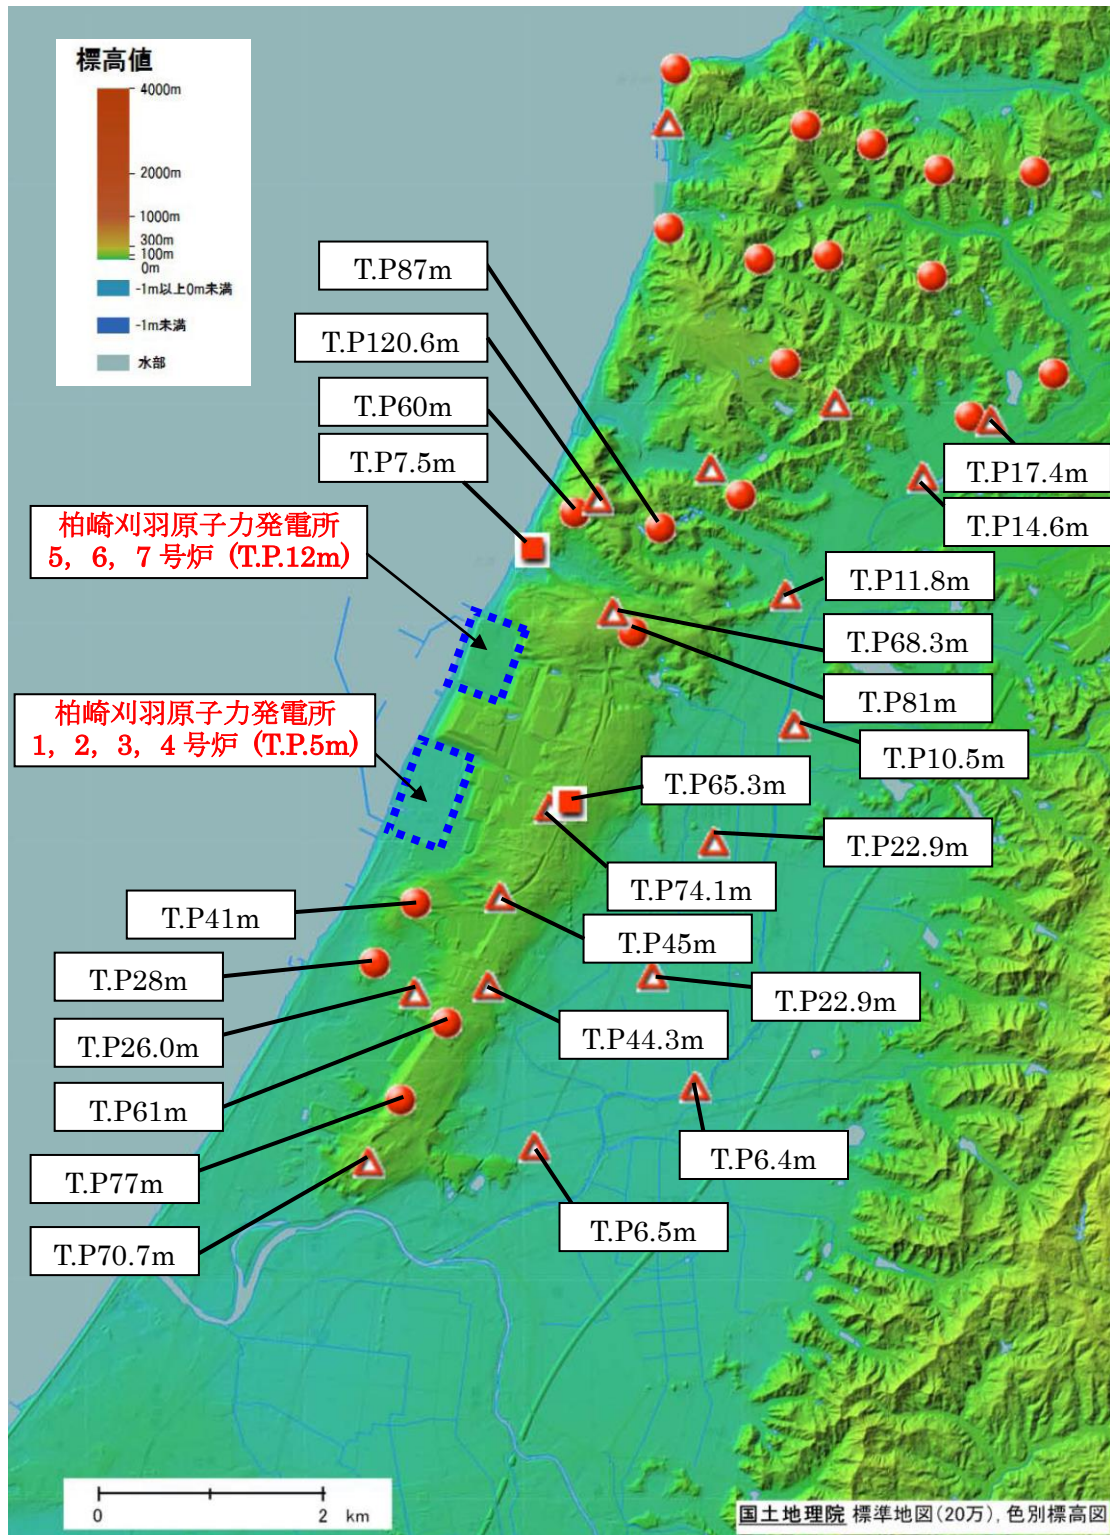 標高値
4000m
2000m
1000m
300m
100m
0m
-1m以上0m未満
-1m未満
水部
T.P87m
T.P120.6m
T.P60m
T.P7.5m
柏崎刈羽原子力発電所
5, 6, 7号炉 (T.P.12m)
柏崎刈羽原子力発電所
1, 2, 3, 4号炉 (T.P.5m)
T.P17.4m
T.P14.6m
T.P11.8m
T.P68.3m
T.P81m
T.P10.5m
T.P65.3m
T.P22.9m
T.P74.1m
T.P41m
T.P45m
T.P28m
T.P22.9m
T.P26.0m
T.P44.3m
T.P61m
T.P6.4m
T.P77m
T.P6.5m
T.P70.7m
0 2 km
国土地理院 標準地図(20万), 色別標高図